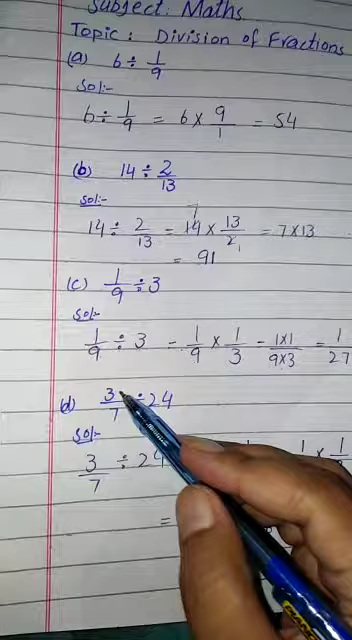 Subject: Maths
Topic: Division of Fractions
(a) 6 ÷ 1/9
Sol:-
6 ÷ 1/9 = 6 × 9/1 = 54
(b) 14 ÷ 2/13
Sol:-
14 ÷ 2/13 = 14 × 13/2 = 7 × 13
7 1
= 91
(c) 1/9 ÷ 3
Sol:-
1/9 ÷ 3 = 1/9 × 1/3 = 1×1/9×3 = 1/27
(d) 3/7 ÷ 24
Sol:-
3/7 ÷ 24
=